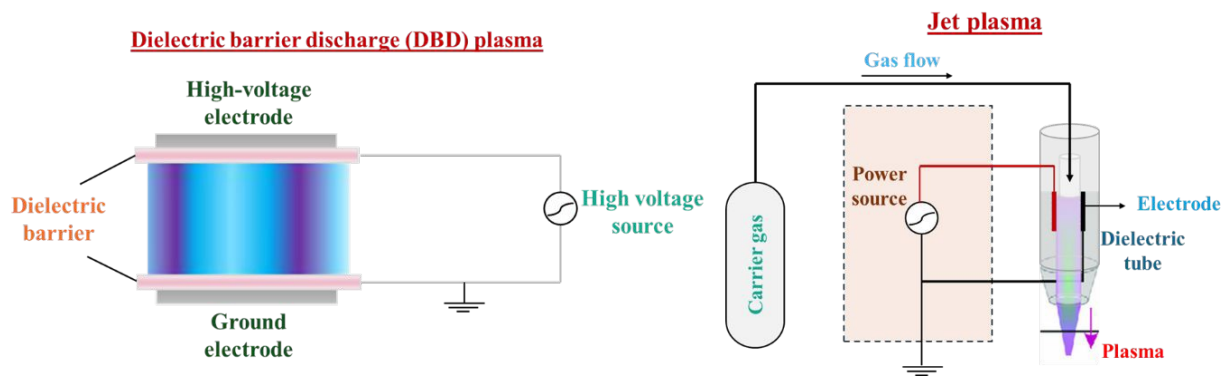 Dielectric barrier discharge (DBD) plasma
High-voltage
electrode
Dielectric
barrier
High voltage
source
Ground
electrode
Jet plasma
Gas flow
Power
source
Carrier gas
Electrode
Dielectric
tube
Plasma